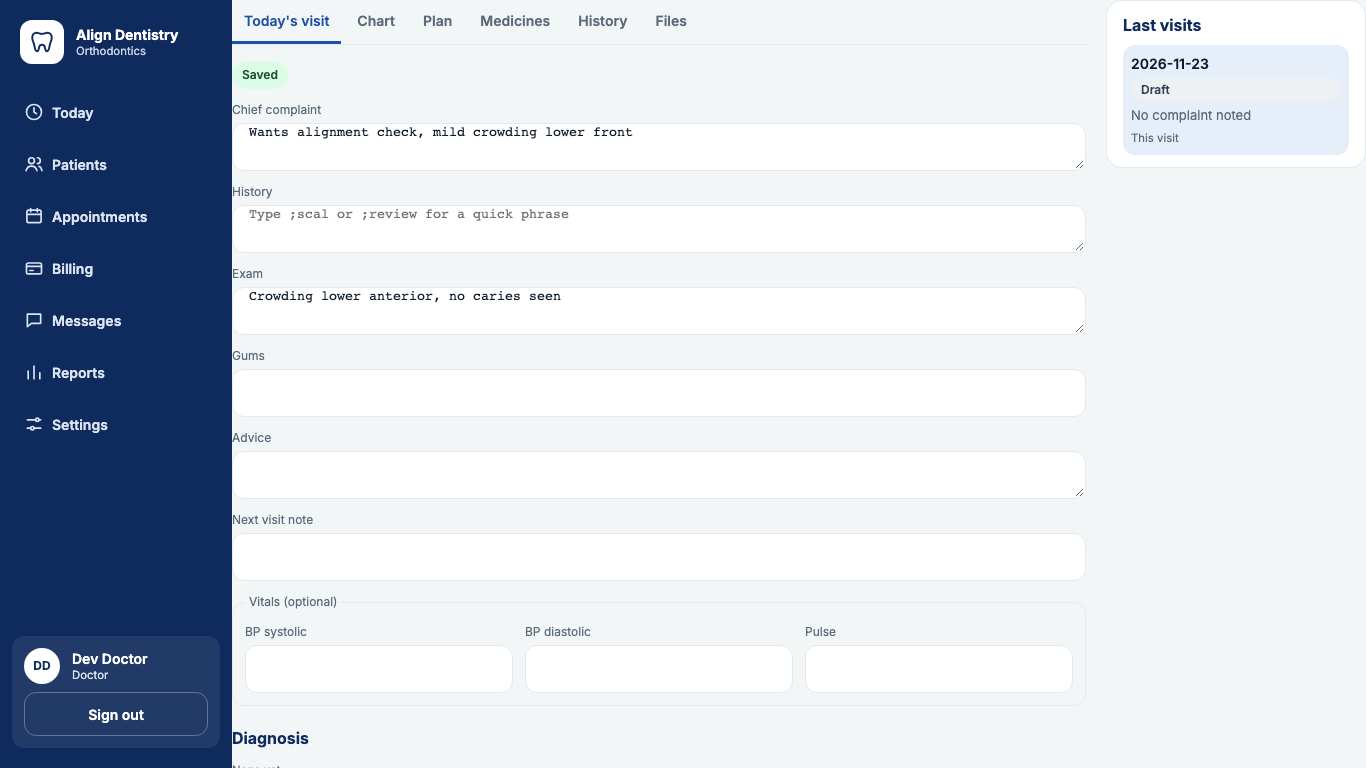 Align Dentistry
Orthodontics
Today
Patients
Appointments
Billing
Messages
Reports
Settings
DD
Dev Doctor
Doctor
Sign out
Today's visit
Chart
Plan
Medicines
History
Files
Saved
Chief complaint
Wants alignment check, mild crowding lower front
History
Type ;scal or ;review for a quick phrase
Exam
Crowding lower anterior, no caries seen
Gums
Advice
Next visit note
Vitals (optional)
BP systolic
BP diastolic
Pulse
Diagnosis
Last visits
2026-11-23
Draft
No complaint noted
This visit